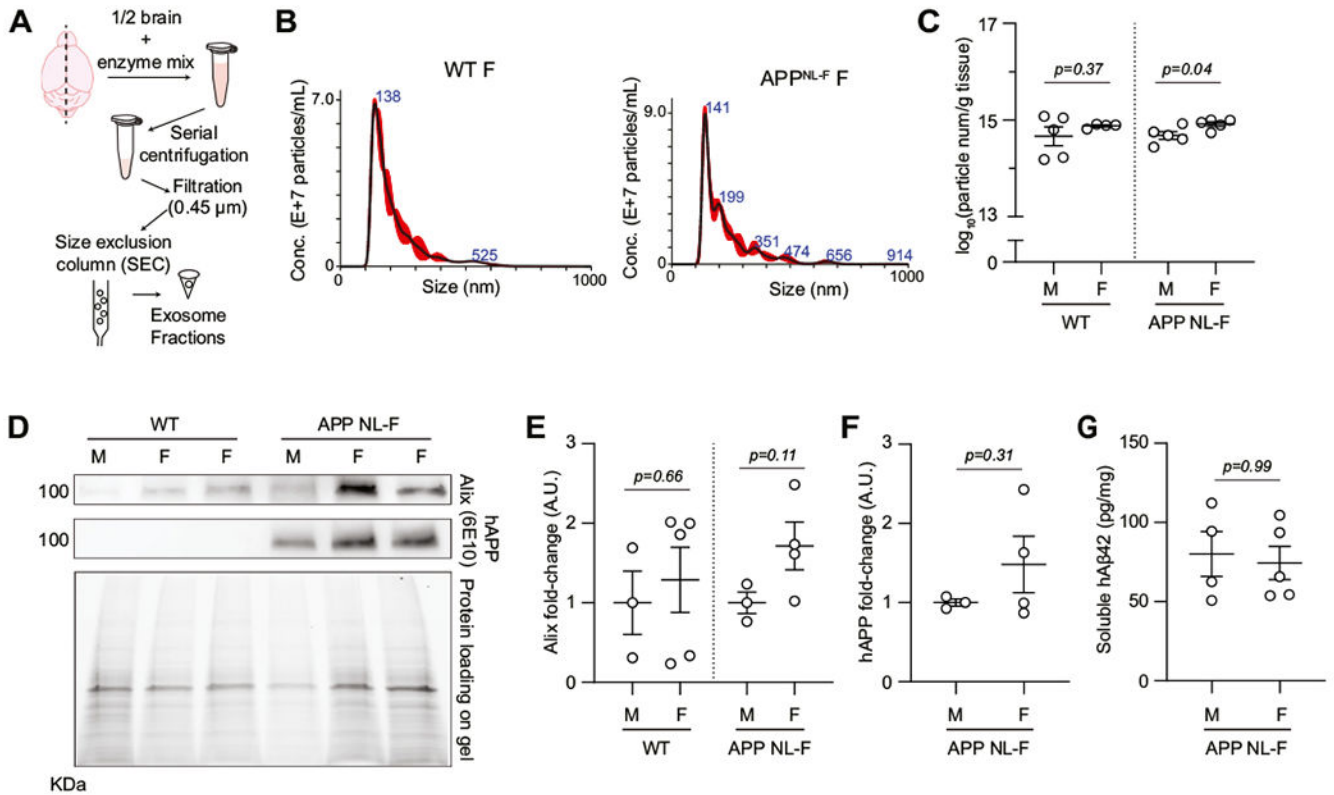 A
1/2 brain
+
enzyme mix
Serial
centrifugation
Filtration
(0.45 µm)
Size exclusion
column (SEC)
Exosome
Fractions
B
WT F
Conc. (E+7 particles/mL)
7.0
0
138
525
Size (nm)
1000
APPNL-F F
Conc. (E+7 particles/mL)
9.0
0
141
199
351
474
656
914
0
Size (nm)
1000
C
log10(particle num/g tissue)
17
15
13
0
p=0.37
p=0.04
M F M F
WT APP NL-F
D
WT APP NL-F
M F F M F F
100
Alix
100
hAPP
(6E10)
Protein loading on gel
KDa
E
Alix fold-change (A.U.)
3
2
1
0
p=0.66
p=0.11
M F M F
WT APP NL-F
F
hAPP fold-change (A.U.)
3
2
1
0
p=0.31
M F
APP NL-F
G
Soluble hAβ42 (pg/mg)
150
100
50
0
p=0.99
M F
APP NL-F